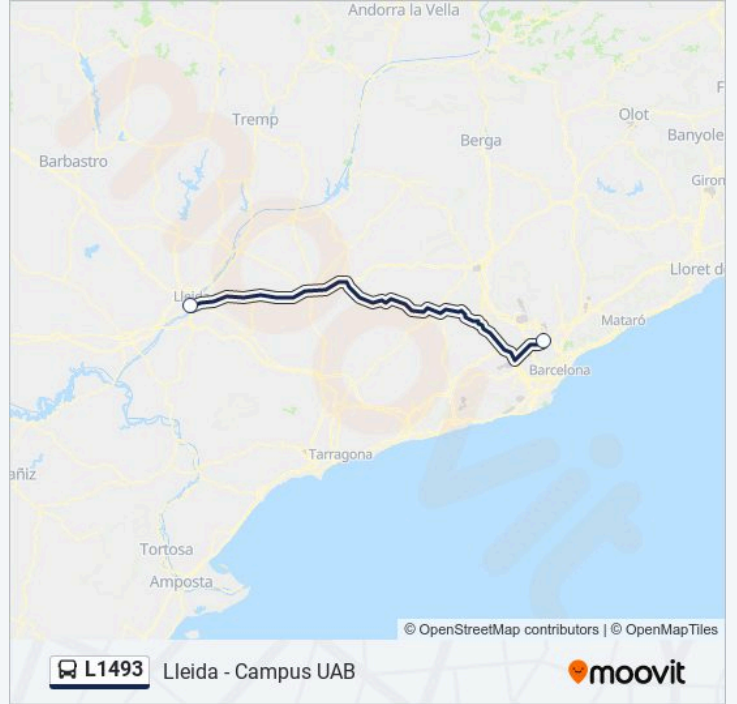 Andorra la Vella
Tremp
Olot
Berga
Banyole
Barbastro
Giron
Lleida
Lloret d
Mataró
Barcelona
Tarragona
añiz
Tortosa
Amposta
© OpenStreetMap contributors | © OpenMapTiles
L1493 Lleida - Campus UAB
moovit